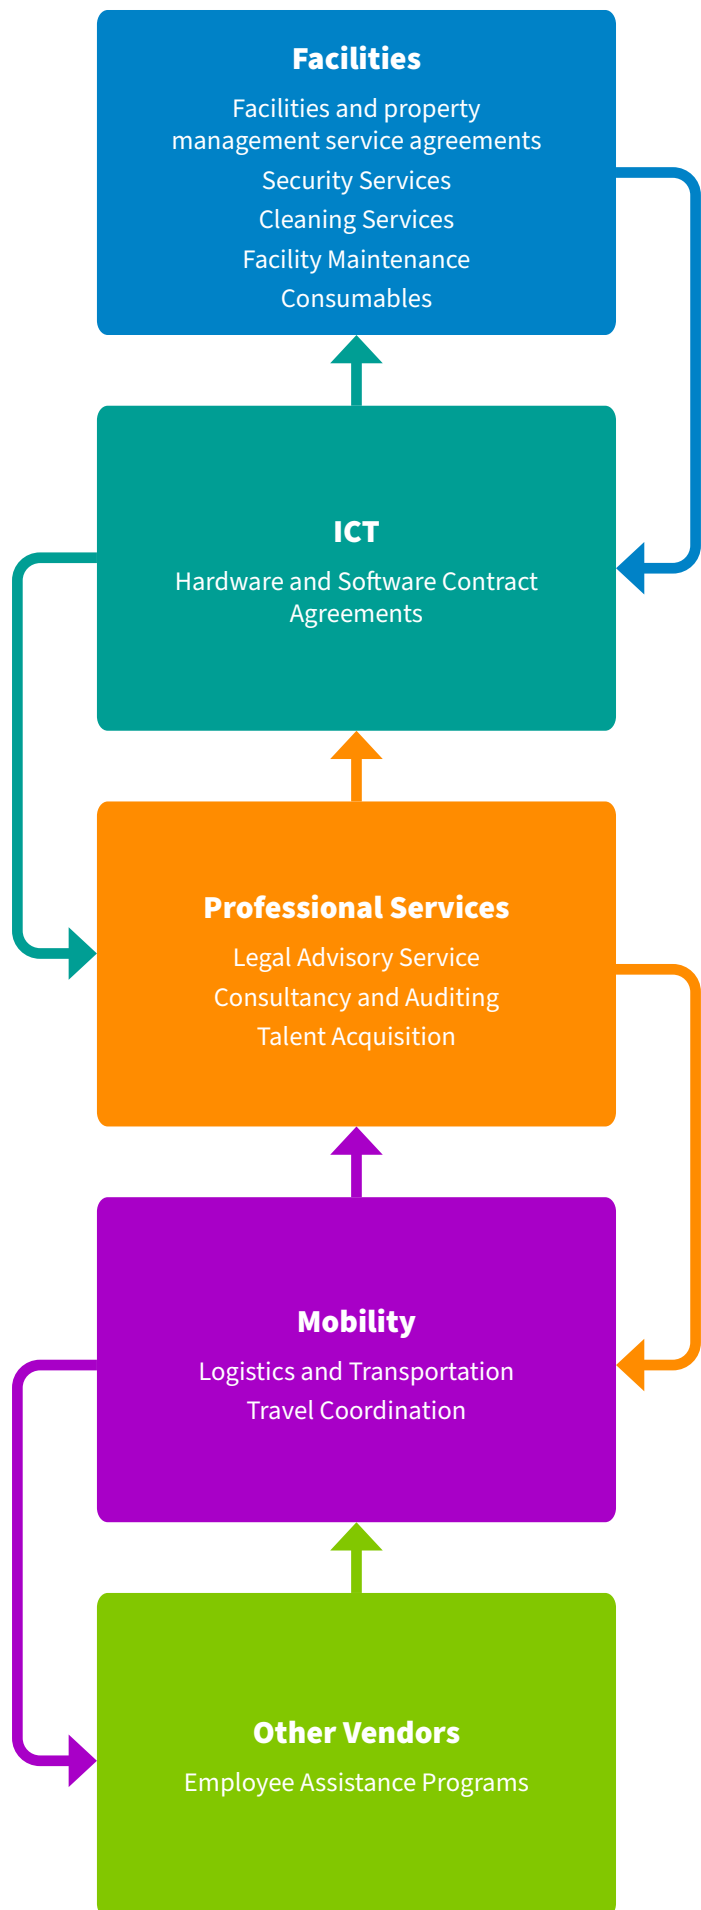 Facilities
Facilities and property
management service agreements
Security Services
Cleaning Services
Facility Maintenance
Consumables
ICT
Hardware and Software Contract
Agreements
Professional Services
Legal Advisory Service
Consultancy and Auditing
Talent Acquisition
Mobility
Logistics and Transportation
Travel Coordination
Other Vendors
Employee Assistance Programs